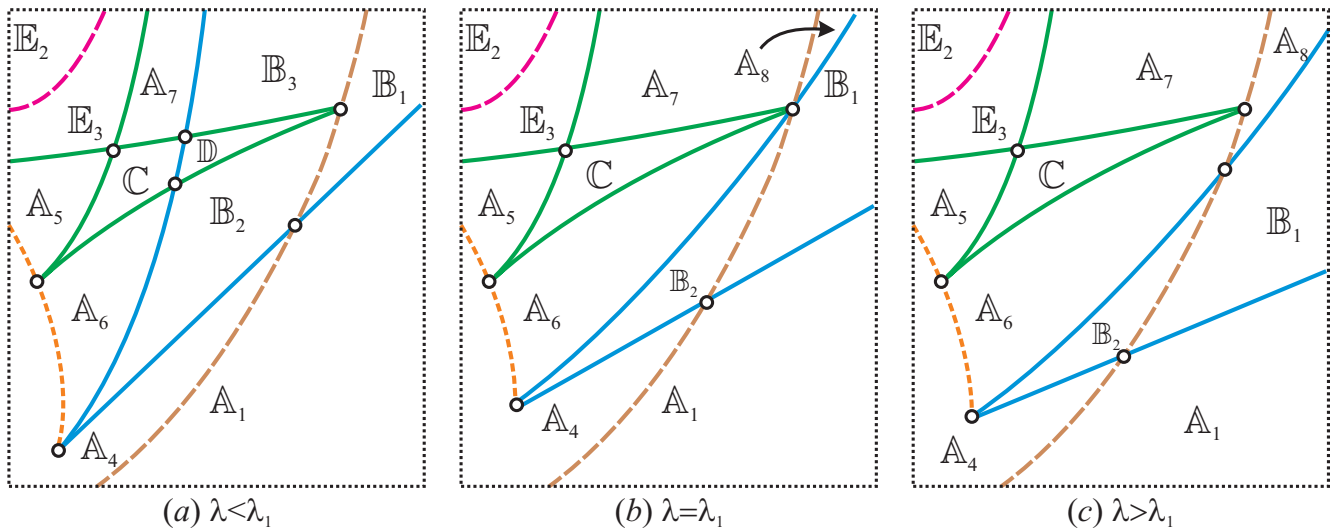 𝔼₂
𝔸₇
𝔹₃
𝔹₁
𝔼₃
𝔻
ℂ
𝔸₅
𝔹₂
𝔸₆
𝔸₁
𝔸₄
(a) λ<λ₁
𝔼₂
𝔸₈
𝔸₇
𝔹₁
𝔼₃
ℂ
𝔸₅
𝔹₂
𝔸₆
𝔸₁
𝔸₄
(b) λ=λ₁
𝔼₂
𝔸₈
𝔸₇
𝔼₃
ℂ
𝔸₅
𝔹₁
𝔸₆
𝔹₂
𝔸₁
𝔸₄
(c) λ>λ₁